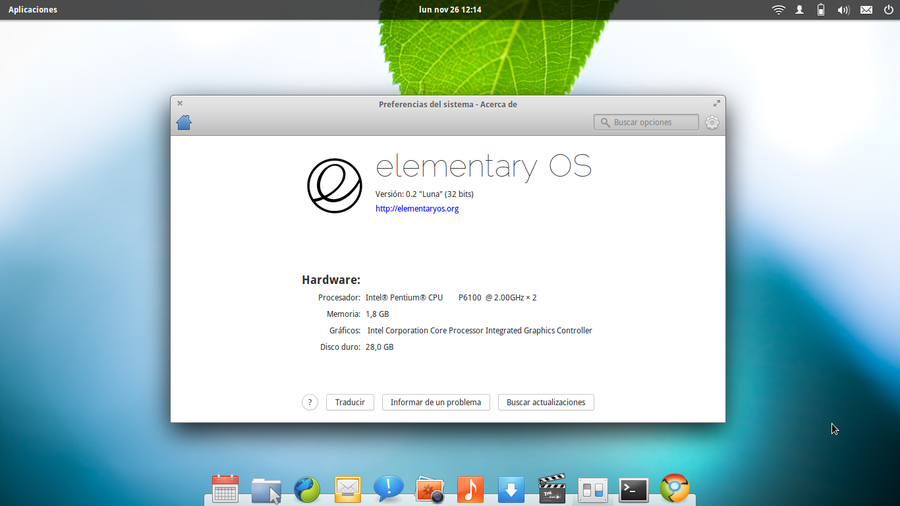 Aplicaciones lun nov 26 12:14
Preferencias del sistema - Acerca de
Buscar opciones
elementary OS
Versión: 0.2 "Luna" (32 bits)
http://elementaryos.org
Hardware:
Procesador: Intel® Pentium® CPU P6100 @ 2.00GHz × 2
Memoria: 1,8 GB
Gráficos: Intel Corporation Core Processor Integrated Graphics Controller
Disco duro: 28,0 GB
? Traducir Informar de un problema Buscar actualizaciones